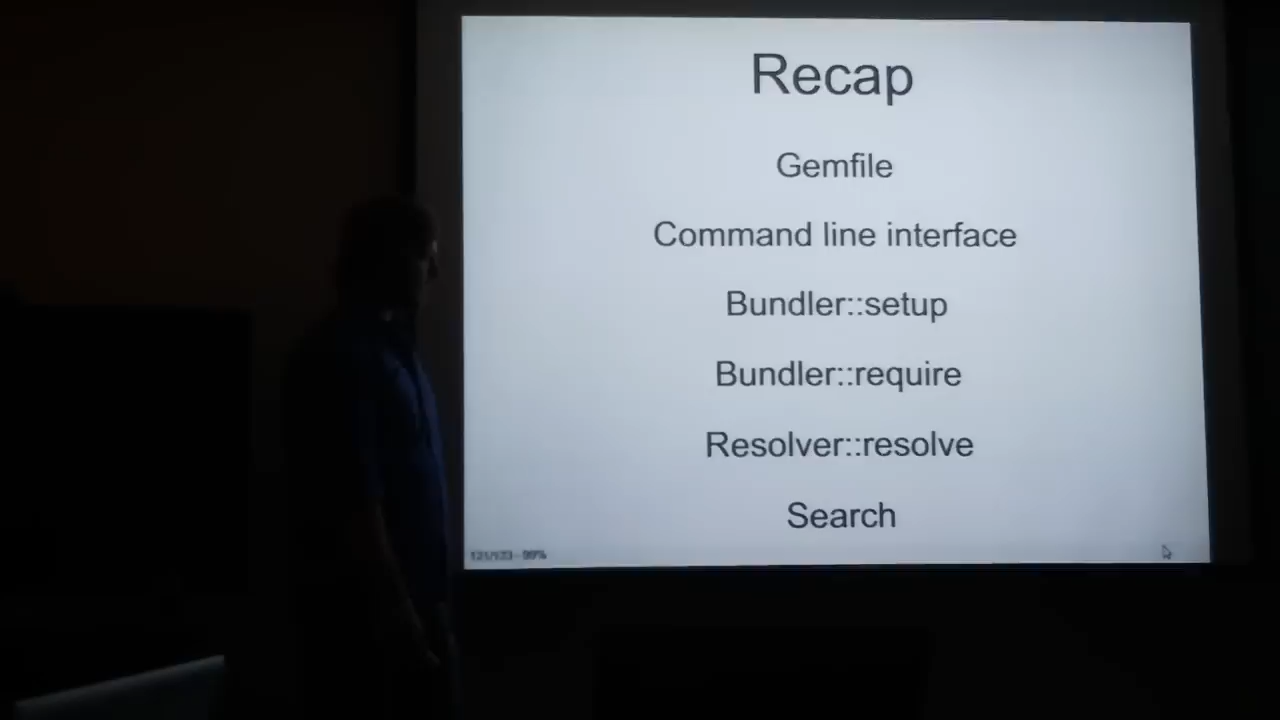 Recap
Gemfile
Command line interface
Bundler::setup
Bundler::require
Resolver::resolve
Search